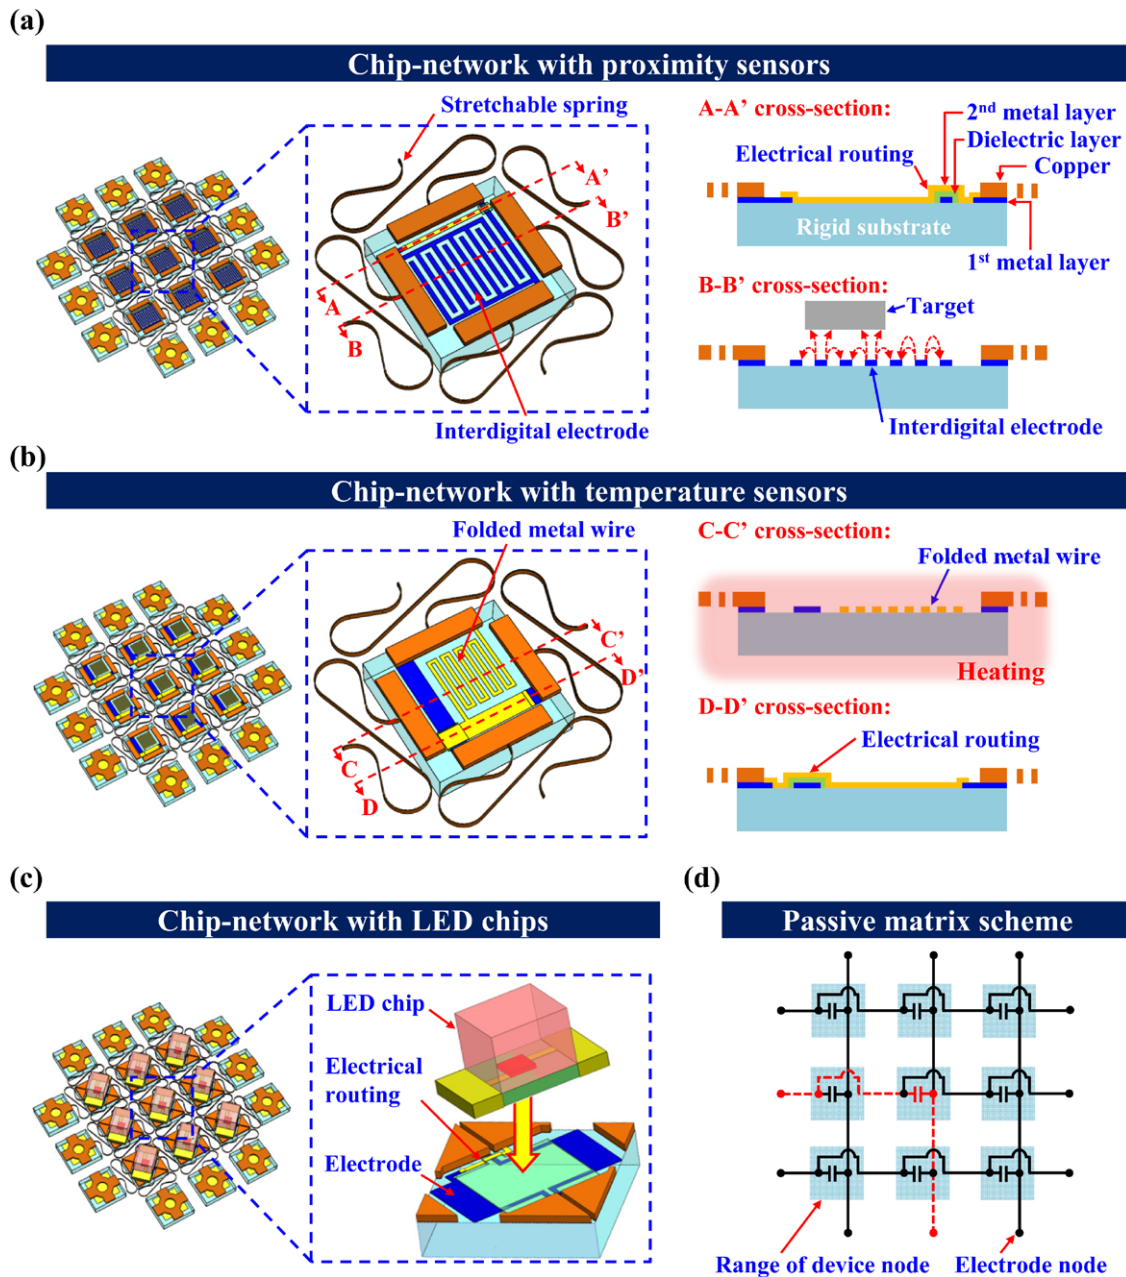 (a)
Chip-network with proximity sensors
Stretchable spring
A'
B'
A
B
Interdigital electrode
A-A' cross-section:
2nd metal layer
Dielectric layer
Electrical routing
Copper
Rigid substrate
1st metal layer
B-B' cross-section:
Target
Interdigital electrode
(b)
Chip-network with temperature sensors
Folded metal wire
C'
D'
C
D
C-C' cross-section:
Folded metal wire
Heating
D-D' cross-section:
Electrical routing
(c)
Chip-network with LED chips
LED chip
Electrical
routing
Electrode
(d)
Passive matrix scheme
Range of device node
Electrode node